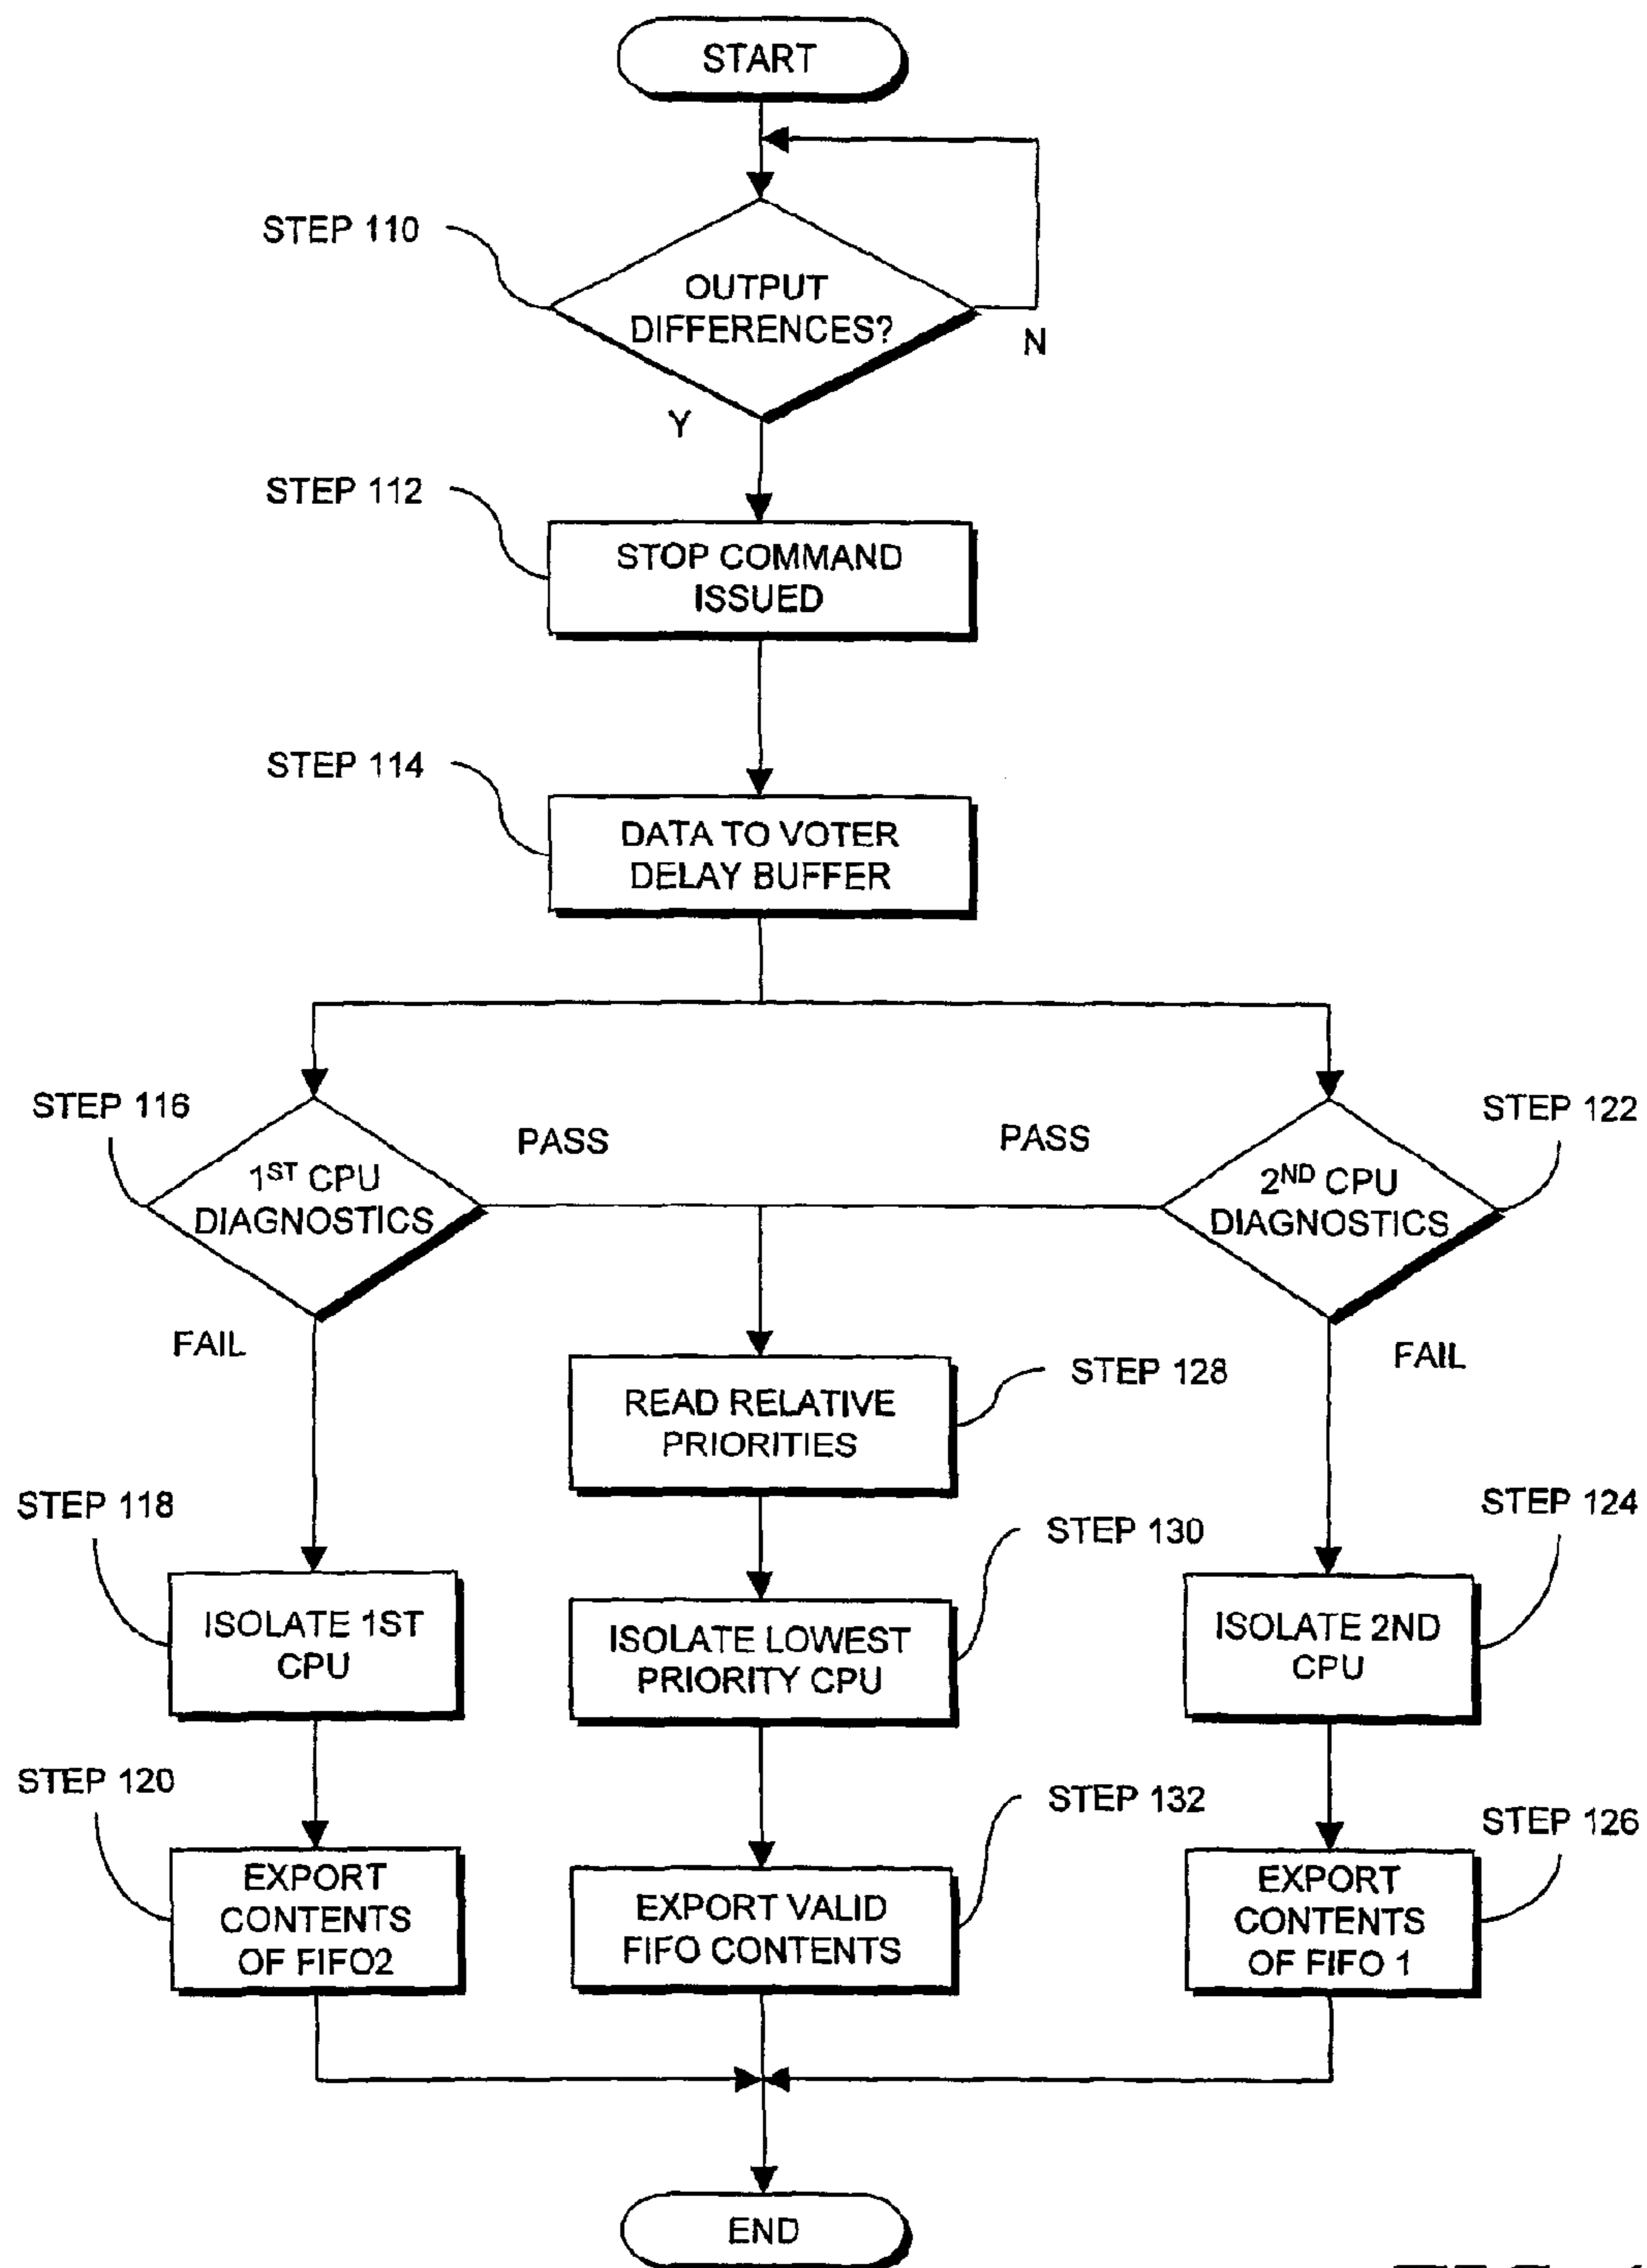 START
STEP 110
OUTPUT
DIFFERENCES?
N
Y
STEP 112
STOP COMMAND
ISSUED
STEP 114
DATA TO VOTER
DELAY BUFFER
STEP 116
PASS
PASS
STEP 122
1ST CPU
DIAGNOSTICS
2ND CPU
DIAGNOSTICS
FAIL
FAIL
READ RELATIVE
PRIORITIES
STEP 128
STEP 118
STEP 130
STEP 124
ISOLATE 1ST
CPU
ISOLATE LOWEST
PRIORITY CPU
ISOLATE 2ND
CPU
STEP 120
STEP 132
STEP 126
EXPORT
CONTENTS
OF FIFO2
EXPORT VALID
FIFO CONTENTS
EXPORT
CONTENTS
OF FIFO 1
END